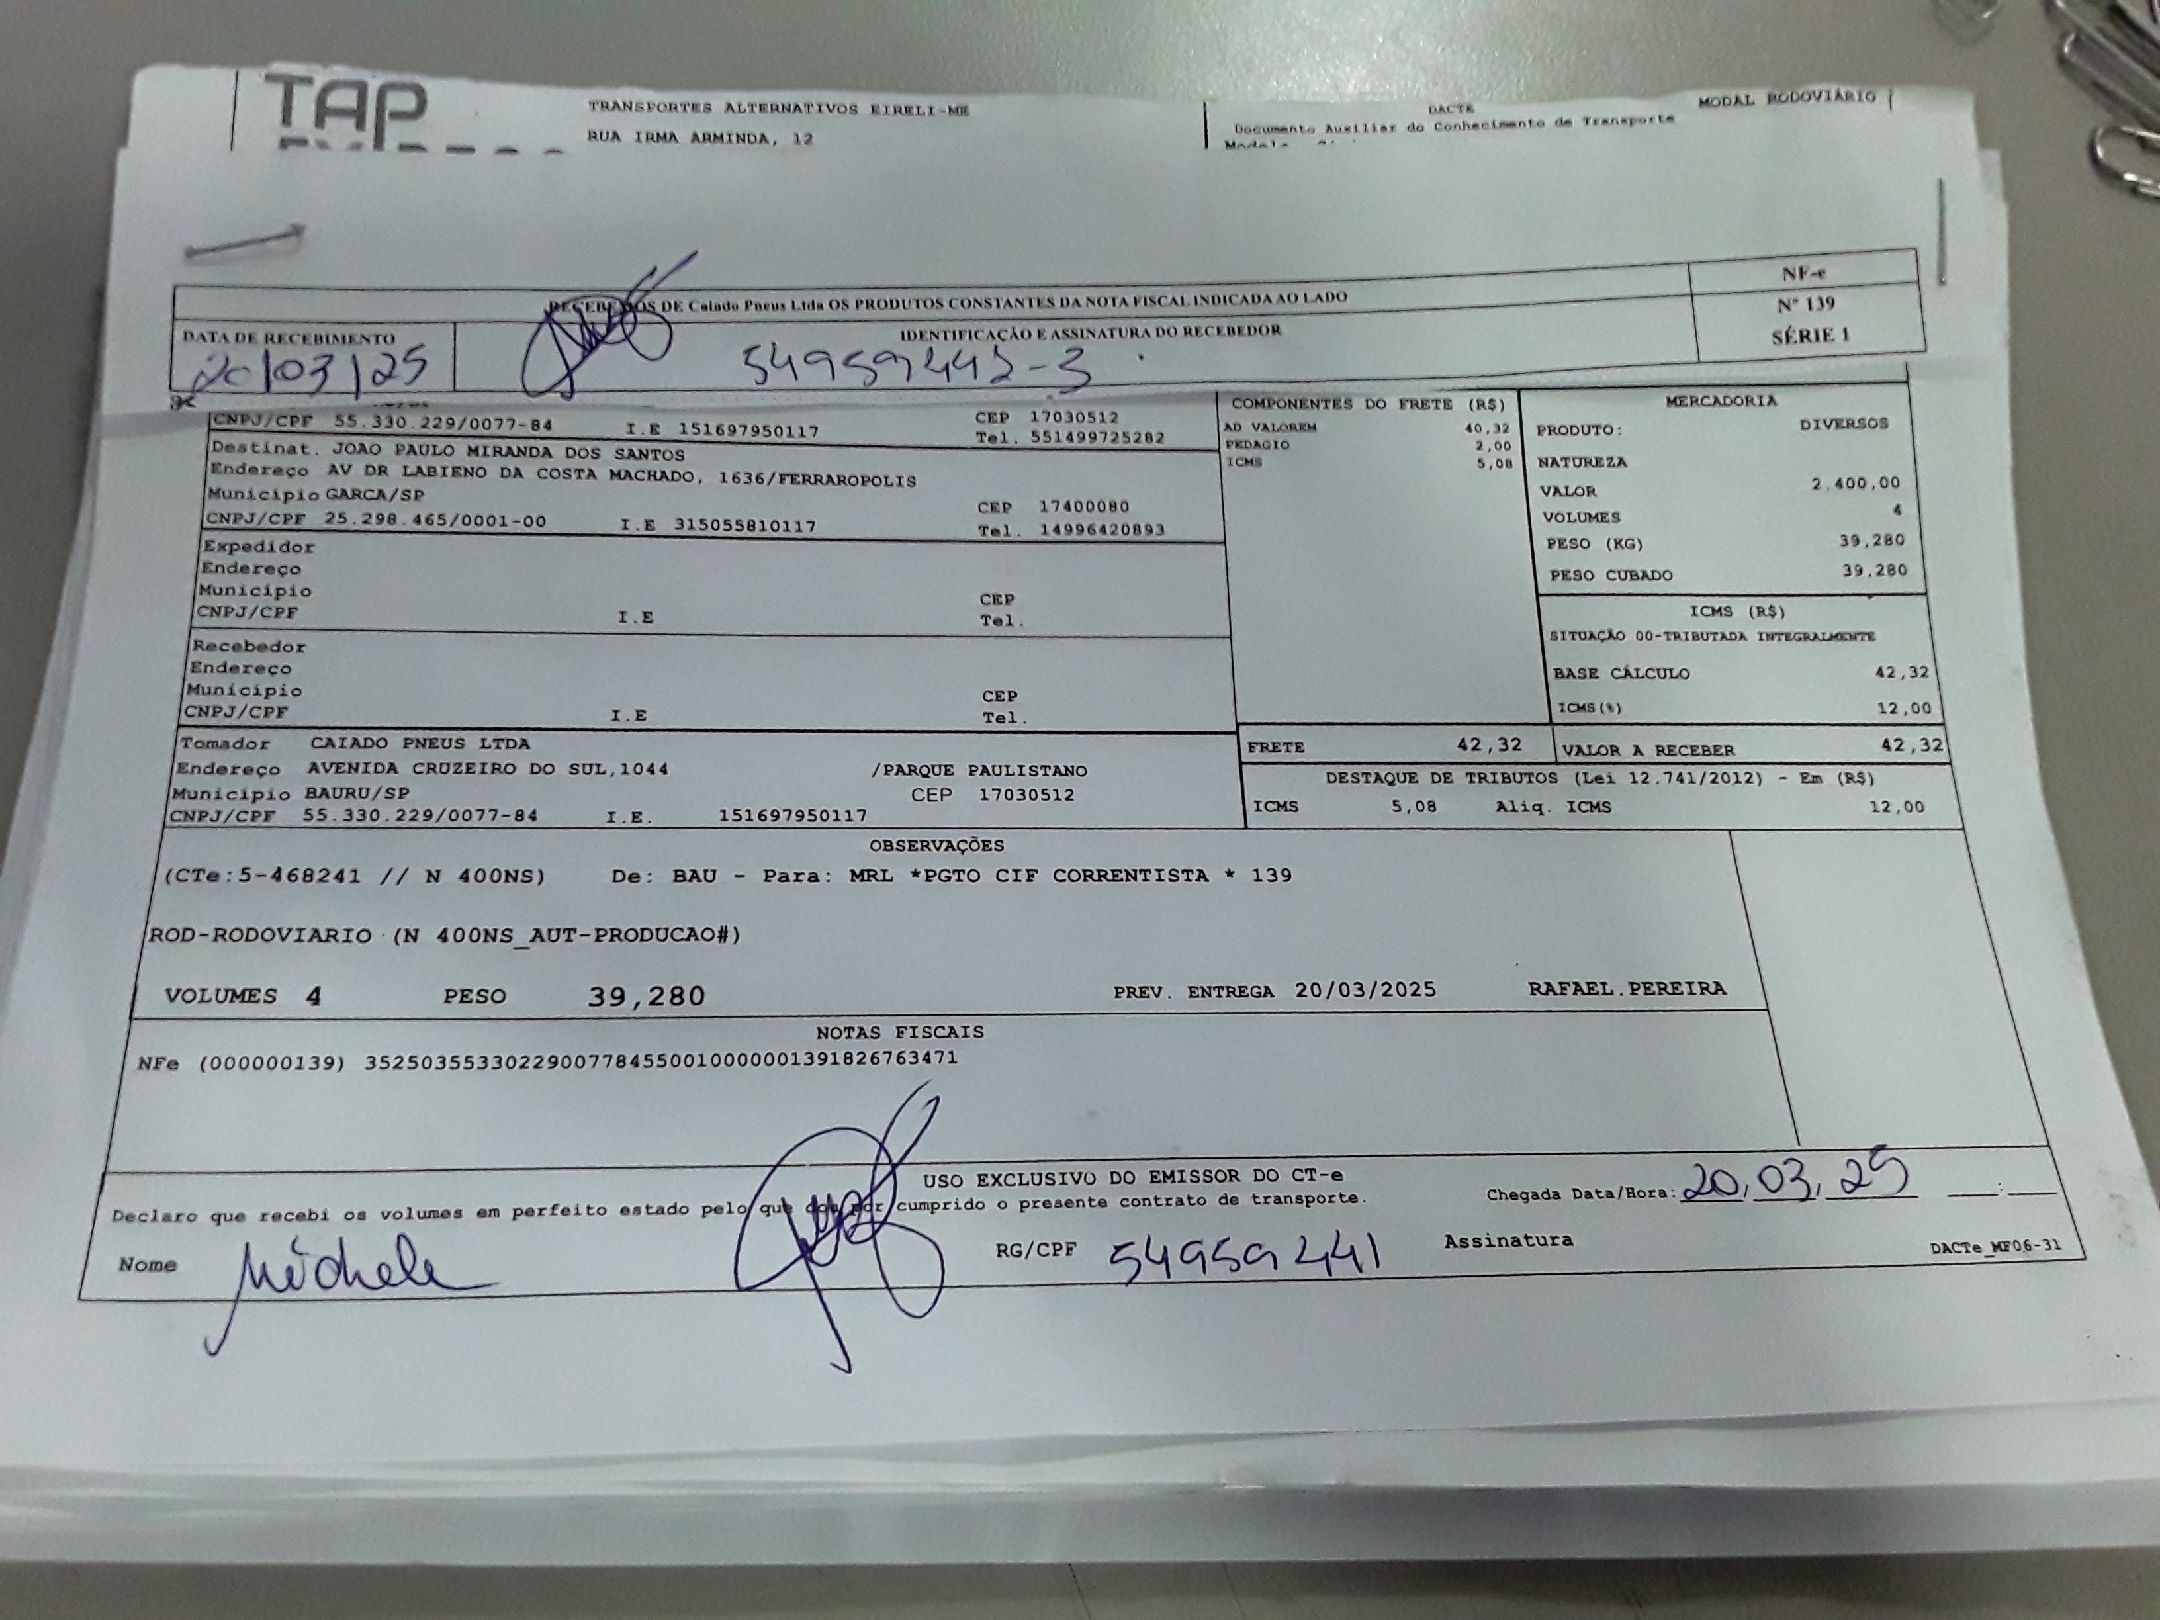 TAP
TRANSPORTES ALTERNATIVOS EIRELI-ME
RUA IRMA ARMINDA, 12
DACTE
MODAL RODOVIÁRIO
Documento Auxiliar do Conhecimento de Transporte
RECEBEMOS DE Caiado Pneus Ltda OS PRODUTOS CONSTANTES DA NOTA FISCAL INDICADA AO LADO
NF-e
Nº 139
SÉRIE 1
DATA DE RECEBIMENTO
IDENTIFICAÇÃO E ASSINATURA DO RECEBEDOR
20/03/25
CNPJ/CPF 55.330.229/0077-84 I.E 151697950117
CEP 17030512
Tel. 551499725282
Destinat. JOAO PAULO MIRANDA DOS SANTOS
Endereço AV DR LABIENO DA COSTA MACHADO, 1636/FERRAROPOLIS
Município GARCA/SP CEP 17400080
CNPJ/CPF 25.298.465/0001-00 I.E 315055810117 Tel. 14996420893
Expedidor
Endereço
Município CEP
CNPJ/CPF I.E Tel.
Recebedor
Endereço
Município CEP
CNPJ/CPF I.E Tel.
Tomador CAIADO PNEUS LTDA
Endereço AVENIDA CRUZEIRO DO SUL,1044 /PARQUE PAULISTANO
Município BAURU/SP CEP 17030512
CNPJ/CPF 55.330.229/0077-84 I.E. 151697950117
COMPONENTES DO FRETE (R$)
AD VALOREM 40,32
PEDAGIO 2,00
ICMS 5,08
MERCADORIA
PRODUTO: DIVERSOS
NATUREZA
VALOR 2.400,00
VOLUMES 4
PESO (KG) 39,280
PESO CUBADO 39,280
ICMS (R$)
SITUAÇÃO 00-TRIBUTADA INTEGRALMENTE
BASE CÁLCULO 42,32
ICMS(%) 12,00
FRETE 42,32 VALOR A RECEBER 42,32
DESTAQUE DE TRIBUTOS (Lei 12.741/2012) - Em (R$)
ICMS 5,08 Aliq. ICMS 12,00
OBSERVAÇÕES
(CTe:5-468241 // N 400NS) De: BAU - Para: MRL *PGTO CIF CORRENTISTA * 139
ROD-RODOVIARIO (N 400NS_AUT-PRODUCAO#)
VOLUMES 4 PESO 39,280 PREV. ENTREGA 20/03/2025 RAFAEL.PEREIRA
NOTAS FISCAIS
NFe (000000139) 35250355330229007784550010000001391826763471
USO EXCLUSIVO DO EMISSOR DO CT-e
Declaro que recebi os volumes em perfeito estado pelo que dou por cumprido o presente contrato de transporte.
Chegada Data/Hora: 20,03,25 __:__
Nome Michele RG/CPF 549591441 Assinatura
DACTe_MF06-31